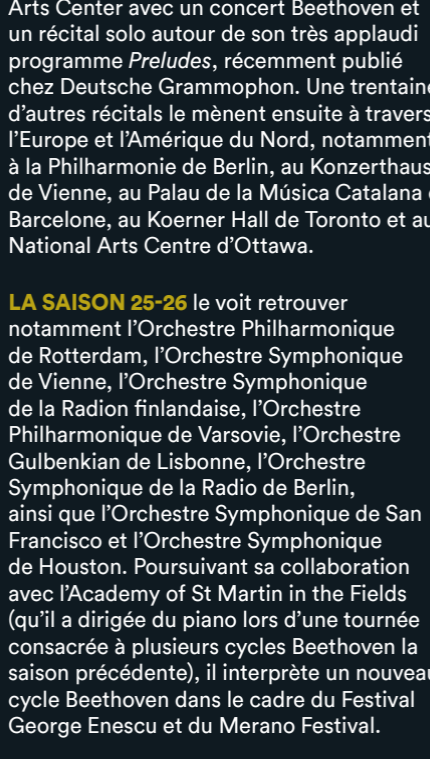 Arts Center avec un concert Beethoven et
un récital solo autour de son très applaudi
programme Preludes, récemment publié
chez Deutsche Grammophon. Une trentaine
d’autres récitals le mènent ensuite à travers
l’Europe et l’Amérique du Nord, notamment
à la Philharmonie de Berlin, au Konzerthaus
de Vienne, au Palau de la Música Catalana
Barcelone, au Koerner Hall de Toronto et au
National Arts Centre d’Ottawa.
LA SAISON 25-26 le voit retrouver
notamment l’Orchestre Philharmonique
de Rotterdam, l’Orchestre Symphonique
de Vienne, l’Orchestre Symphonique
de la Radion finlandaise, l’Orchestre
Philharmonique de Varsovie, l’Orchestre
Gulbenkian de Lisbonne, l’Orchestre
Symphonique de la Radio de Berlin,
ainsi que l’Orchestre Symphonique de San
Francisco et l’Orchestre Symphonique
de Houston. Poursuivant sa collaboration
avec l’Academy of St Martin in the Fields
(qu’il a dirigée du piano lors d’une tournée
consacrée à plusieurs cycles Beethoven la
saison précédente), il interprète un nouveau
cycle Beethoven dans le cadre du Festival
George Enescu et du Merano Festival.